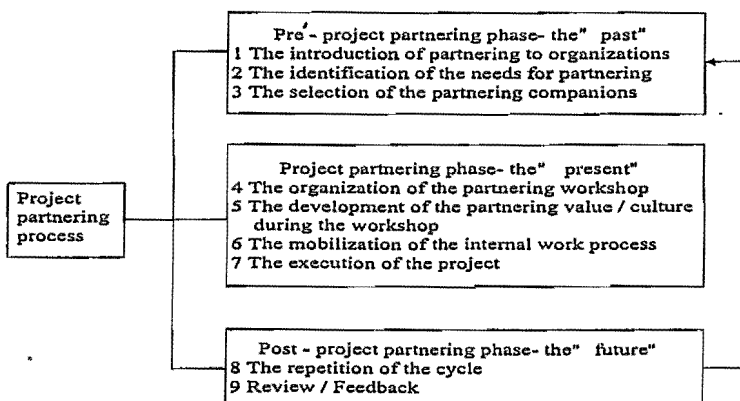 Project
partnering
process
Pre - project partnering phase- the" past"
1 The introduction of partnering to organizations
2 The identification of the needs for partnering
3 The selection of the partnering companions
Project partnering phase- the" present"
4 The organization of the partnering workshop
5 The development of the partnering value / culture
during the workshop
6 The mobilization of the internal work process
7 The execution of the project
Post - project partnering phase- the" future"
8 The repetition of the cycle
9 Review / Feedback